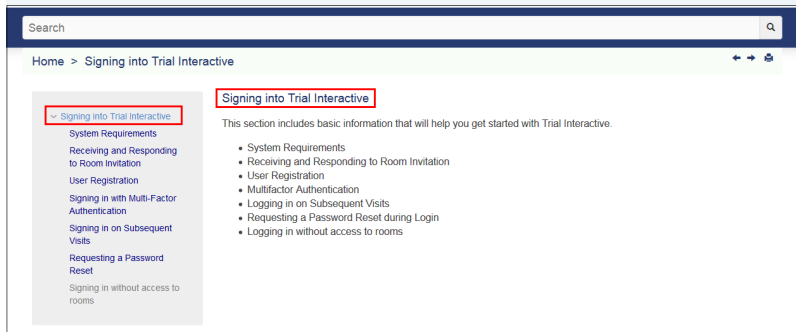 Search
Home > Signing into Trial Interactive
Signing into Trial Interactive
System Requirements
Receiving and Responding
to Room Invitation
User Registration
Signing in with Multi-Factor
Authentication
Signing in on Subsequent
Visits
Requesting a Password
Reset
Signing in without access to
rooms
Signing into Trial Interactive
This section includes basic information that will help you get started with Trial Interactive.
• System Requirements
• Receiving and Responding to Room Invitation
• User Registration
• Multifactor Authentication
• Logging in on Subsequent Visits
• Requesting a Password Reset during Login
• Logging in without access to rooms